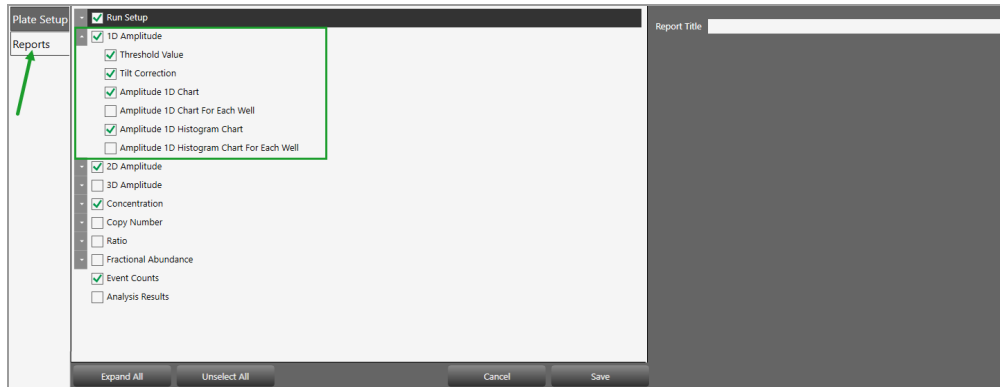 Plate Setup
Reports
Run Setup
1D Amplitude
Threshold Value
Tilt Correction
Amplitude 1D Chart
Amplitude 1D Chart For Each Well
Amplitude 1D Histogram Chart
Amplitude 1D Histogram Chart For Each Well
2D Amplitude
3D Amplitude
Concentration
Copy Number
Ratio
Fractional Abundance
Event Counts
Analysis Results
Expand All
Unselect All
Cancel
Save
Report Title